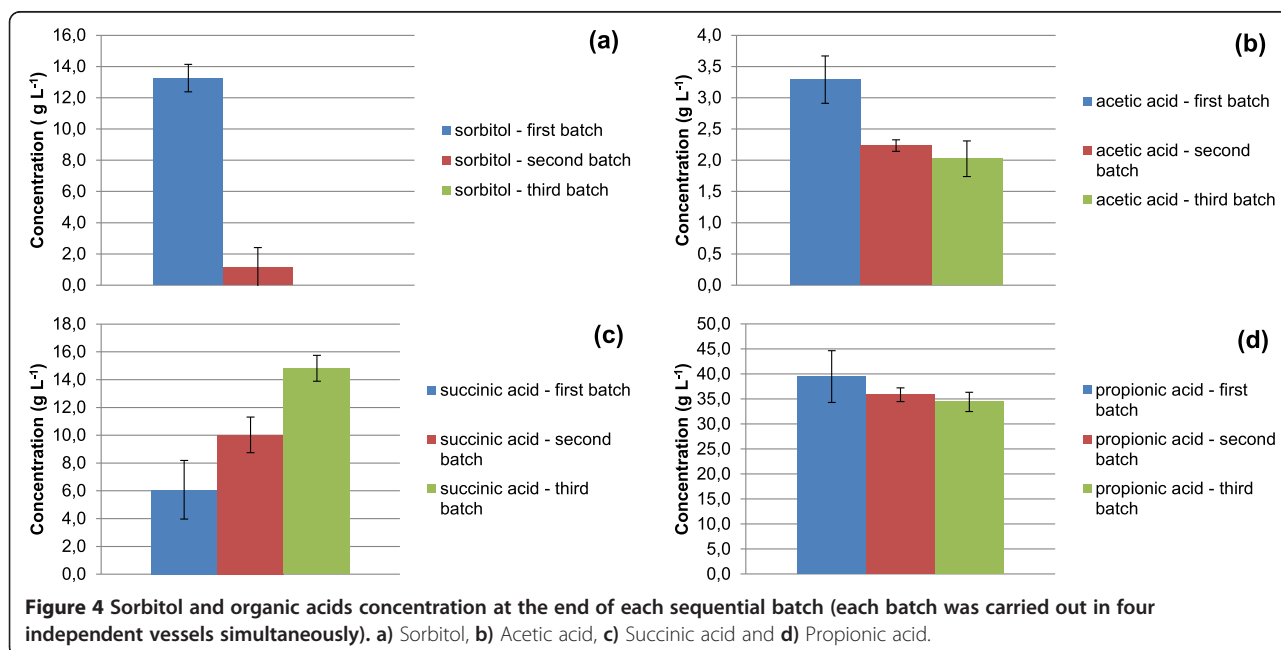 (a)
Concentration ( g L-1)
16,0
14,0
12,0
10,0
8,0
6,0
4,0
2,0
0,0
sorbitol - first batch
sorbitol - second batch
sorbitol - third batch
(b)
Concentration (g L-1)
4,0
3,5
3,0
2,5
2,0
1,5
1,0
0,5
0,0
acetic acid - first batch
acetic acid - second
batch
acetic acid - third batch
(c)
Concentration (g L-1)
18,0
16,0
14,0
12,0
10,0
8,0
6,0
4,0
2,0
0,0
succinic acid - first batch
succinic acid - second
batch
succinic acid - third
batch
(d)
Concentration (g L-1)
50,0
45,0
40,0
35,0
30,0
25,0
20,0
15,0
10,0
5,0
0,0
propionic acid - first
batch
propionic acid - second
batch
propionic acid - third
batch
Figure 4 Sorbitol and organic acids concentration at the end of each sequential batch (each batch was carried out in four
independent vessels simultaneously). a) Sorbitol, b) Acetic acid, c) Succinic acid and d) Propionic acid.